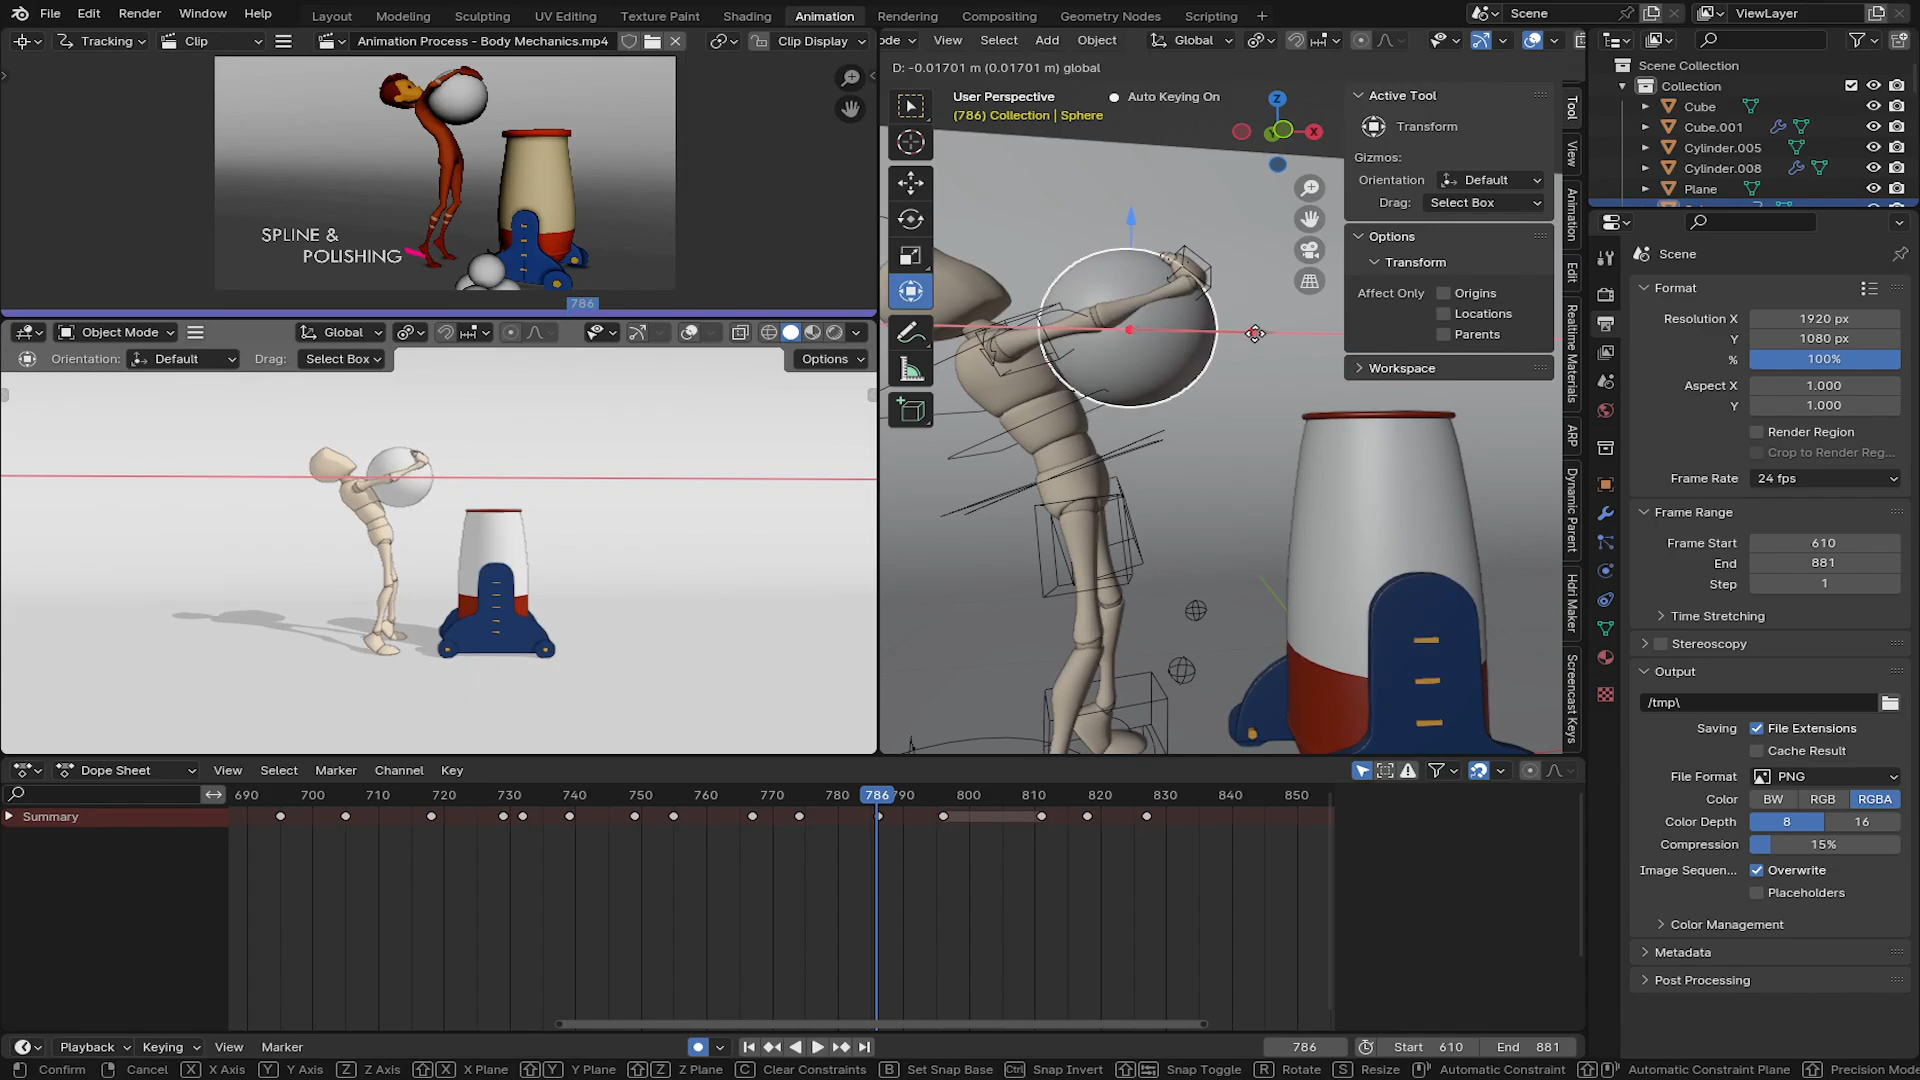 File Edit Render Window Help Layout Modeling Sculpting UV Editing Texture Paint Shading Animation Rendering Compositing Geometry Nodes Scripting Scene ViewLayer
Tracking Clip Animation Process - Body Mechanics.mp4 Clip Display
SPLINE &
POLISHING
786
Object Mode Global
Orientation: Default Drag: Select Box Options
ode View Select Add Object Global
D: -0.01701 m (0.01701 m) global
User Perspective Auto Keying On
(786) Collection | Sphere
Z
X
Active Tool
Transform
Gizmos:
Orientation Default
Drag: Select Box
Options
Transform
Affect Only Origins
Locations
Parents
Workspace
Tool
View
Animation
Edit
Realtime Materials
ARP
Dynamic Parent
Hdri Maker
Screencast Keys
Scene Collection
Collection
Cube
Cube.001
Cylinder.005
Cylinder.008
Plane
Scene
Format
Resolution X 1920 px
Y 1080 px
% 100%
Aspect X 1.000
Y 1.000
Render Region
Crop to Render Reg...
Frame Rate 24 fps
Frame Range
Frame Start 610
End 881
Step 1
Time Stretching
Stereoscopy
Output
/tmp\
Saving File Extensions
Cache Result
File Format PNG
Color BW RGB RGBA
Color Depth 8 16
Compression 15%
Image Sequen... Overwrite
Placeholders
Color Management
Metadata
Post Processing
Dope Sheet View Select Marker Channel Key
690 700 710 720 730 740 750 760 770 780 786 790 800 810 820 830 840 850
Summary
Playback Keying View Marker 786 Start 610 End 881
Confirm Cancel X X Axis Y Y Axis Z Z Axis X X Plane Y Y Plane Z Z Plane C Clear Constraints B Set Snap Base Ctrl Snap Invert Snap Toggle R Rotate S Resize Automatic Constraint Automatic Constraint Plane Precision Mode